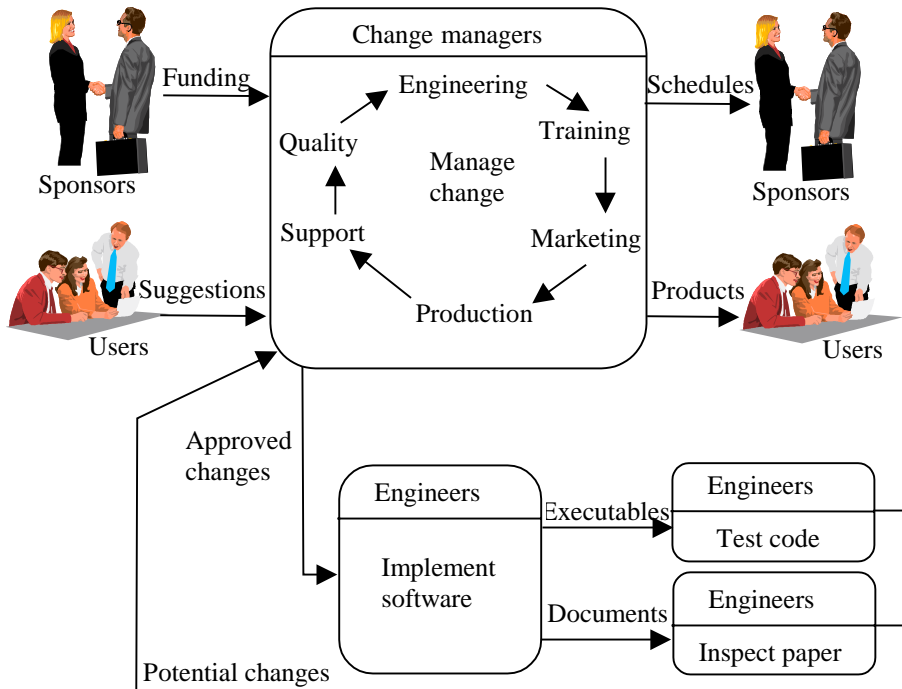 Change managers
Funding
Engineering
Schedules
Quality
Training
Manage
change
Sponsors
Sponsors
Support
Marketing
Suggestions
Production
Products
Users
Users
Approved
changes
Engineers
Executables
Engineers
Test code
Implement
software
Documents
Engineers
Inspect paper
Potential changes